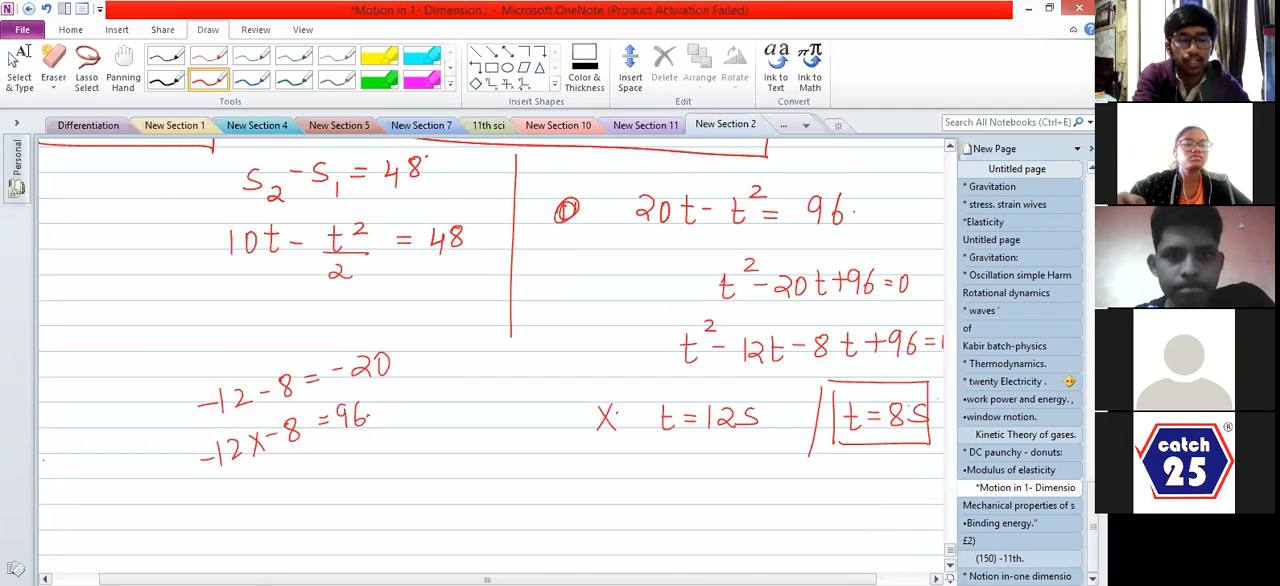 *Motion in 1- Dimension : - Microsoft OneNote (Product Activation Failed)
File Home Insert Share Draw Review View
Select & Type
Eraser
Lasso Select
Panning Hand
Tools
Insert Shapes
Color & Thickness
Insert Space
Delete
Arrange
Rotate
Edit
Ink to Text
Ink to Math
Convert
Differentiation New Section 1 New Section 4 New Section 5 New Section 7 11th sci New Section 10 New Section 11 New Section 2 ...
Search All Notebooks (Ctrl+E)
Personal
S₂ - S₁ = 48
10t - t²/2 = 48
-12 - 8 = -20
-12 x -8 = 96
20t - t² = 96
t² - 20t + 96 = 0
t² - 12t - 8t + 96 =
X t = 12s / t = 8s
New Page
Untitled page
* Gravitation
* stress. strain wives
*Elasticity
Untitled page
* Gravitation:
* Oscillation simple Harm
Rotational dynamics
* waves '
of
Kabir batch-physics
* Thermodynamics.
* twenty Electricity .
•work power and energy. ,
•window motion.
Kinetic Theory of gases.
* DC paunchy - donuts:
•Modulus of elasticity
*Motion in 1- Dimensio
Mechanical properties of s
•Binding energy."
£2)
(150) -11th.
* Notion in-one dimensio
catch
25
®